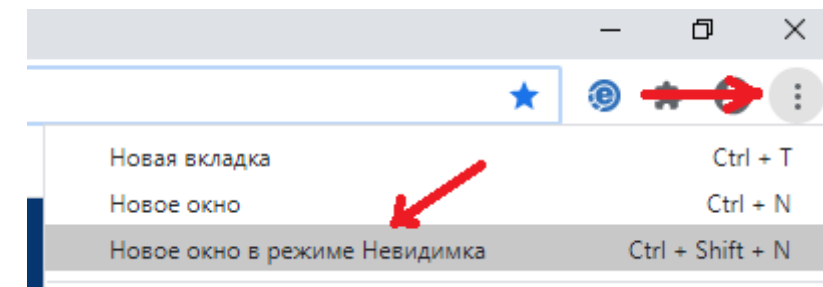 Новая вкладка Ctrl + T
Новое окно Ctrl + N
Новое окно в режиме Невидимка Ctrl + Shift + N